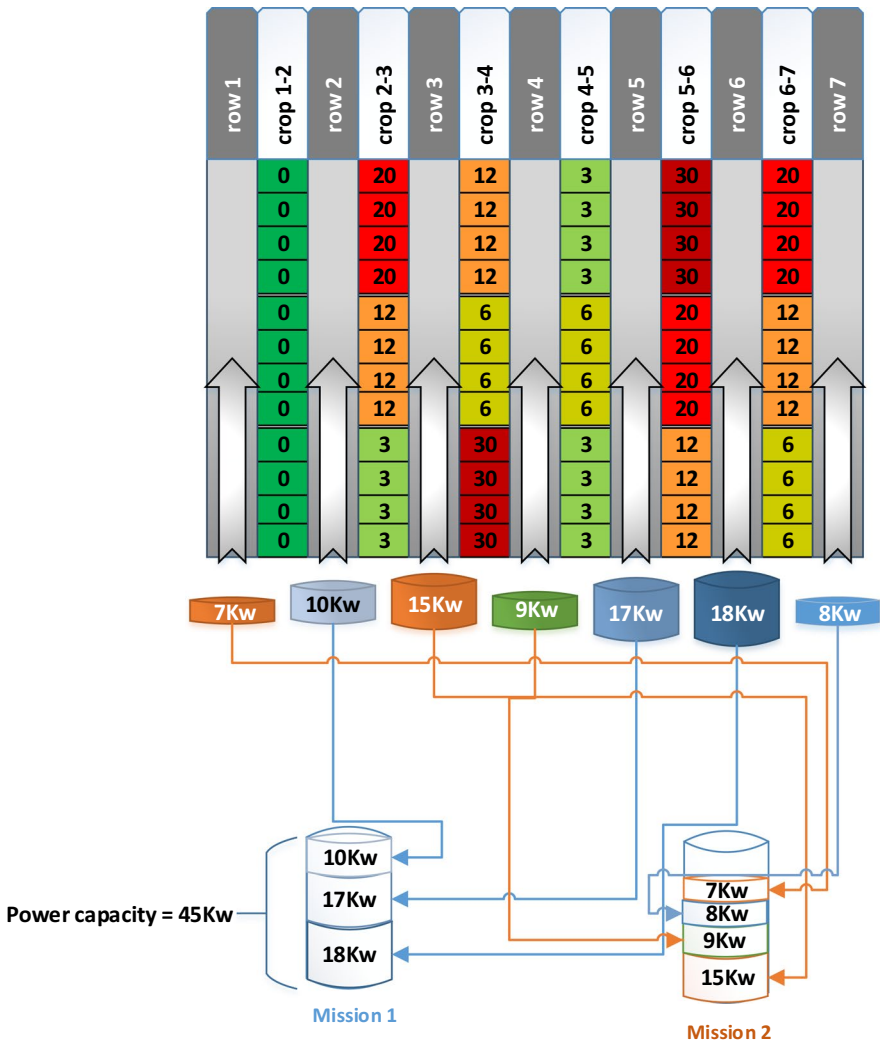 row 1 crop 1-2 row 2 crop 2-3 row 3 crop 3-4 row 4 crop 4-5 row 5 crop 5-6 row 6 crop 6-7 row 7
0 20 12 3 30 20
0 20 12 3 30 20
0 20 12 3 30 20
0 20 12 3 30 20
0 12 6 6 20 12
0 12 6 6 20 12
0 12 6 6 20 12
0 12 6 6 20 12
0 3 30 3 12 6
0 3 30 3 12 6
0 3 30 3 12 6
0 3 30 3 12 6
7Kw 10Kw 15Kw 9Kw 17Kw 18Kw 8Kw
Power capacity = 45Kw
10Kw
17Kw
18Kw
Mission 1
7Kw
8Kw
9Kw
15Kw
Mission 2